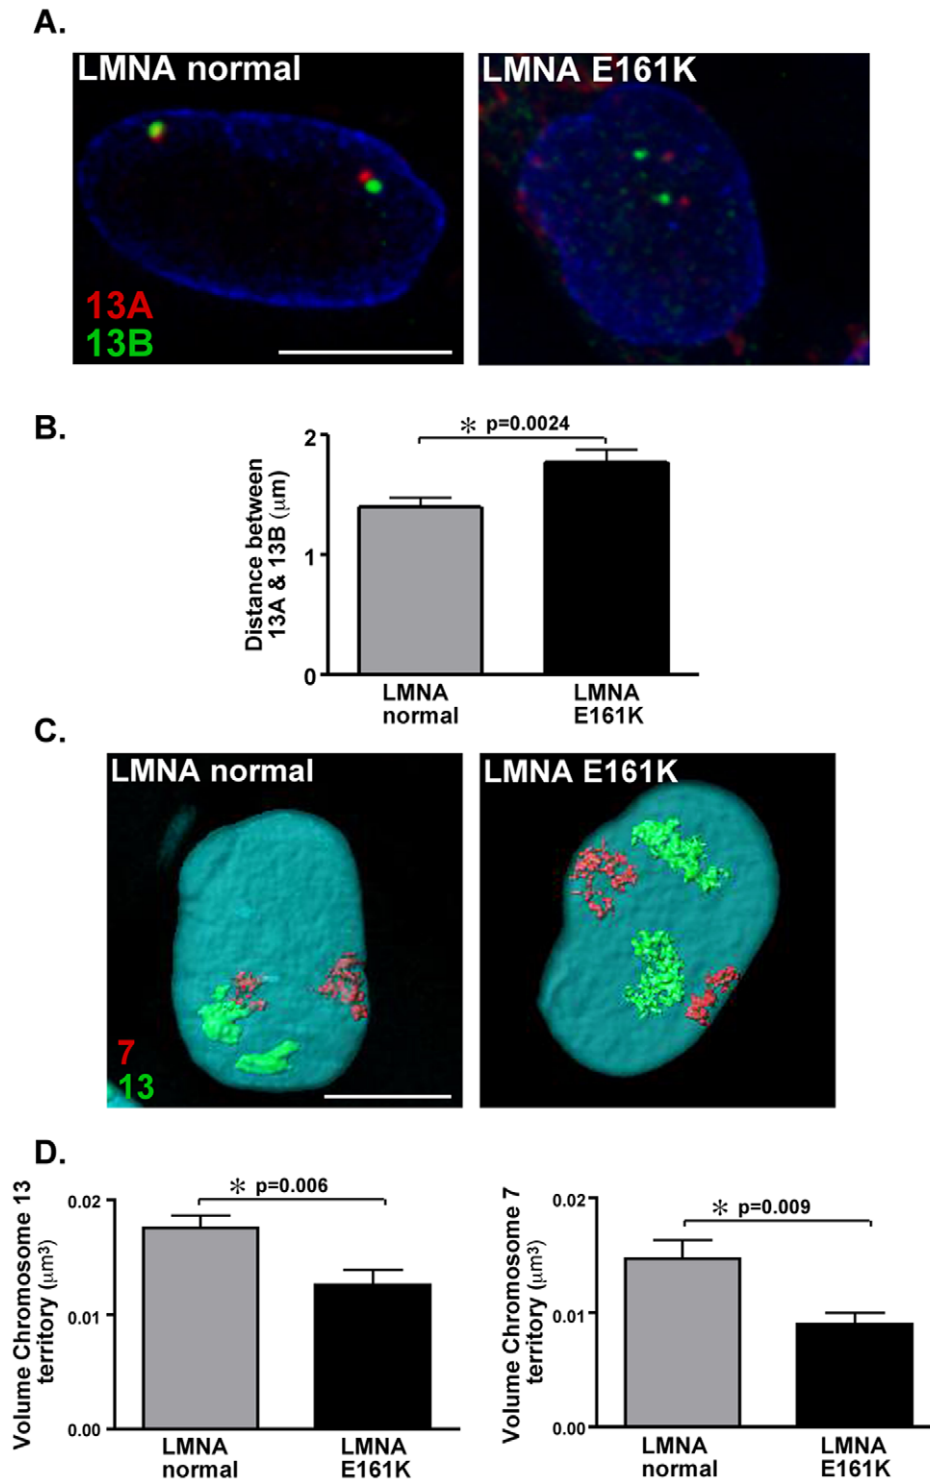 A.
LMNA normal
LMNA E161K
13A
13B
B.
* p=0.0024
Distance between
13A & 13B (μm)
2
1
0
LMNA
normal
LMNA
E161K
C.
LMNA normal
LMNA E161K
7
13
D.
* p=0.006
Volume Chromosome 13
territory (μm³)
0.02
0.01
0.00
LMNA
normal
LMNA
E161K
* p=0.009
Volume Chromosome 7
territory (μm³)
0.02
0.01
0.00
LMNA
normal
LMNA
E161K